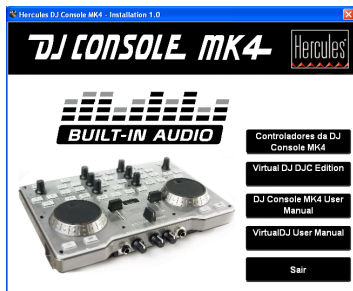 Hercules DJ Console MK4 - Installation 1.0
DJ CONSOLE MK4
Hercules
BUILT-IN AUDIO
Controladores da DJ
Console MK4
Virtual DJ DJC Edition
DJ Console MK4 User
Manual
VirtualDJ User Manual
Sair